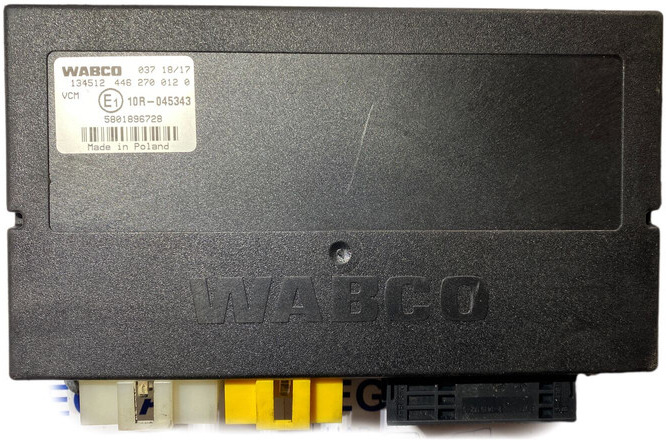 WABCO 037 18/17
134512 446 270 012 0
VCM E1 10R-045343
5801896728
Made in Poland
WABCO